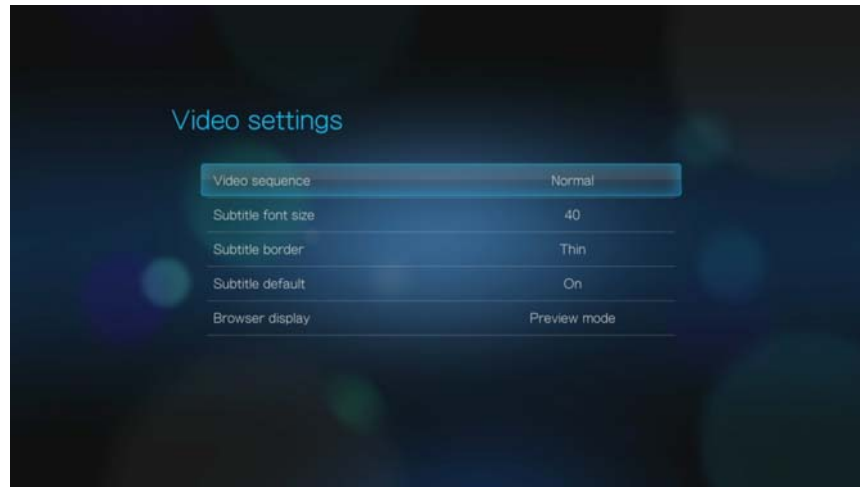 Video settings
Video sequence Normal
Subtitle font size 40
Subtitle border Thin
Subtitle default On
Browser display Preview mode